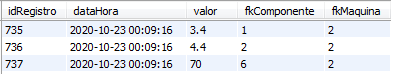 idRegistro dataHora valor fkComponente fkMaquina
735 2020-10-23 00:09:16 3.4 1 2
736 2020-10-23 00:09:16 4.4 2 2
737 2020-10-23 00:09:16 70 6 2